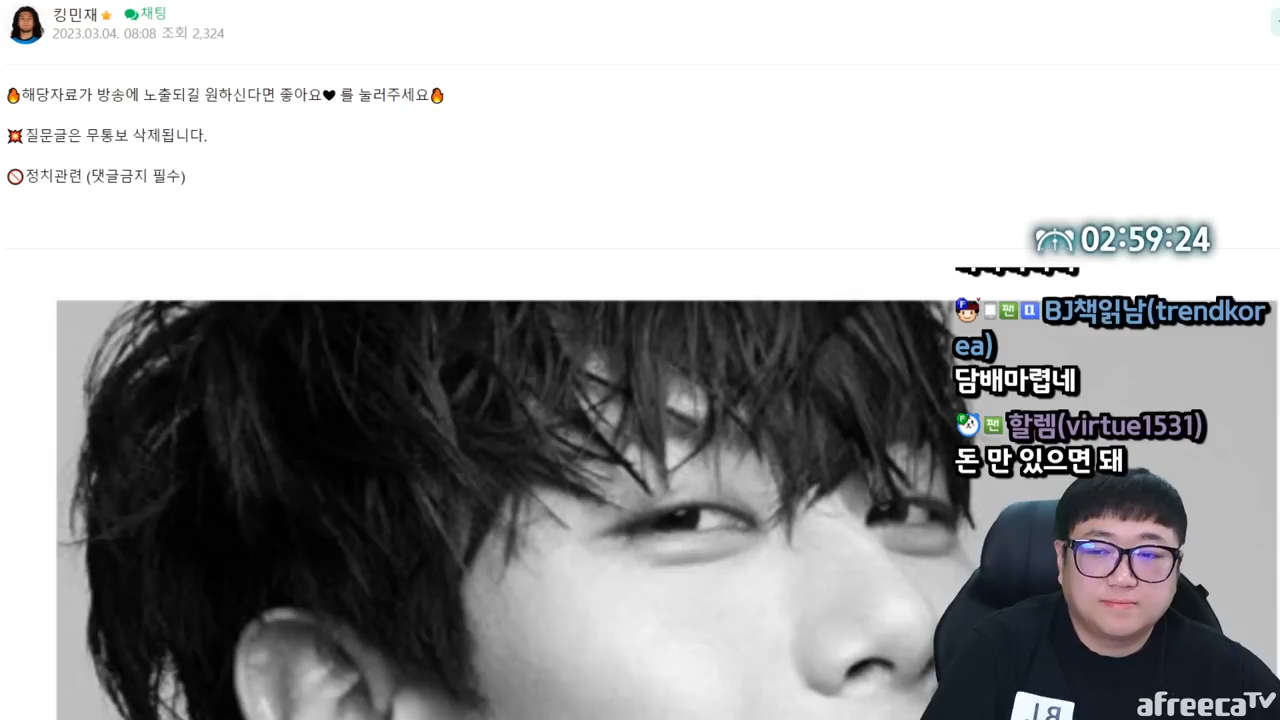 킹민재 채팅
2023.03.04. 08:08 조회 2,324
🔥해당자료가 방송에 노출되길 원하신다면 좋아요🖤 를 눌러주세요🔥
💥질문글은 무통보 삭제됩니다.
🚫정치관련 (댓글금지 필수)
02:59:24
팬 BJ책읽남(trendkor
ea)
담배마렵네
팬 할렘(virtue1531)
돈 만 있으면 돼
afreecaTV